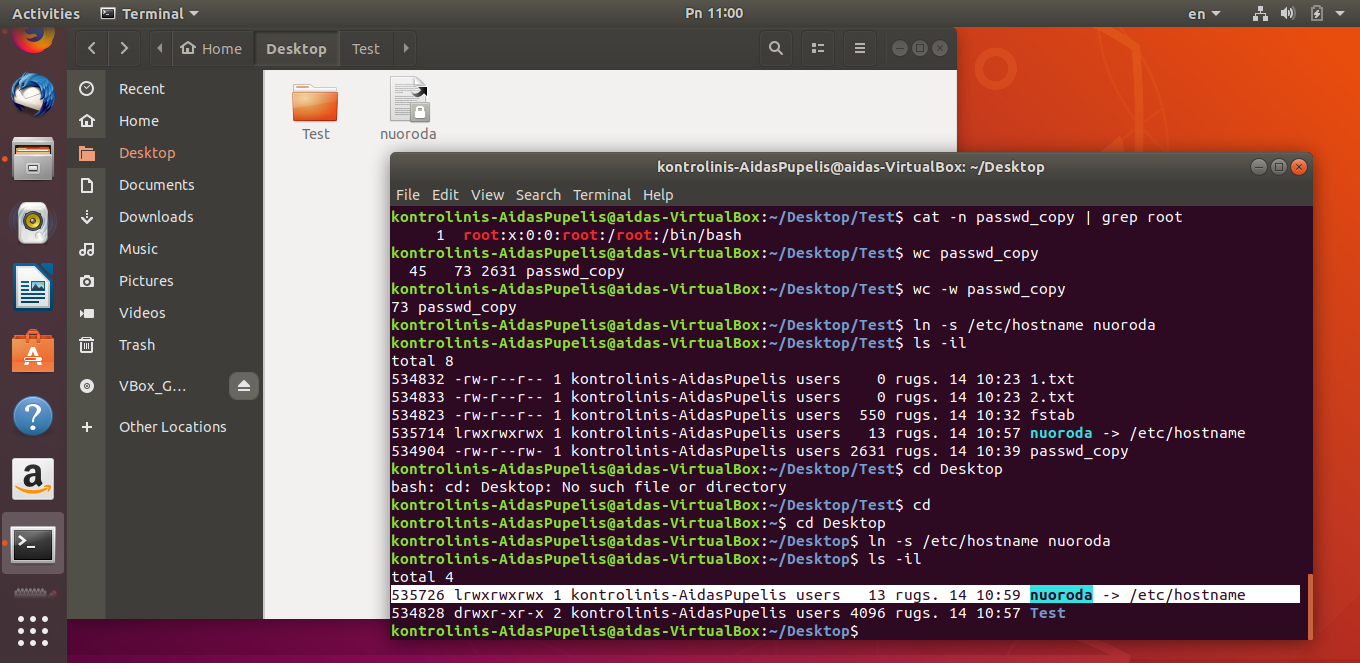 Activities Terminal Pn 11:00 en
Home Desktop Test
Recent
Home
Desktop
Documents
Downloads
Music
Pictures
Videos
Trash
VBox_G...
Other Locations
Test nuoroda
kontrolinis-AidasPupelis@aidas-VirtualBox: ~/Desktop
File Edit View Search Terminal Help
kontrolinis-AidasPupelis@aidas-VirtualBox:~/Desktop/Test$ cat -n passwd_copy | grep root
     1  root:x:0:0:root:/root:/bin/bash
kontrolinis-AidasPupelis@aidas-VirtualBox:~/Desktop/Test$ wc passwd_copy
  45   73 2631 passwd_copy
kontrolinis-AidasPupelis@aidas-VirtualBox:~/Desktop/Test$ wc -w passwd_copy
73 passwd_copy
kontrolinis-AidasPupelis@aidas-VirtualBox:~/Desktop/Test$ ln -s /etc/hostname nuoroda
kontrolinis-AidasPupelis@aidas-VirtualBox:~/Desktop/Test$ ls -il
total 8
534832 -rw-r--r-- 1 kontrolinis-AidasPupelis users    0 rugs. 14 10:23 1.txt
534833 -rw-r--r-- 1 kontrolinis-AidasPupelis users    0 rugs. 14 10:23 2.txt
534823 -rw-r--r-- 1 kontrolinis-AidasPupelis users  550 rugs. 14 10:32 fstab
535714 lrwxrwxrwx 1 kontrolinis-AidasPupelis users   13 rugs. 14 10:57 nuoroda -> /etc/hostname
534904 -rw-r--rw- 1 kontrolinis-AidasPupelis users 2631 rugs. 14 10:39 passwd_copy
kontrolinis-AidasPupelis@aidas-VirtualBox:~/Desktop/Test$ cd Desktop
bash: cd: Desktop: No such file or directory
kontrolinis-AidasPupelis@aidas-VirtualBox:~/Desktop/Test$ cd
kontrolinis-AidasPupelis@aidas-VirtualBox:~$ cd Desktop
kontrolinis-AidasPupelis@aidas-VirtualBox:~/Desktop$ ln -s /etc/hostname nuoroda
kontrolinis-AidasPupelis@aidas-VirtualBox:~/Desktop$ ls -il
total 4
535726 lrwxrwxrwx 1 kontrolinis-AidasPupelis users   13 rugs. 14 10:59 nuoroda -> /etc/hostname
534828 drwxr-xr-x 2 kontrolinis-AidasPupelis users 4096 rugs. 14 10:57 Test
kontrolinis-AidasPupelis@aidas-VirtualBox:~/Desktop$